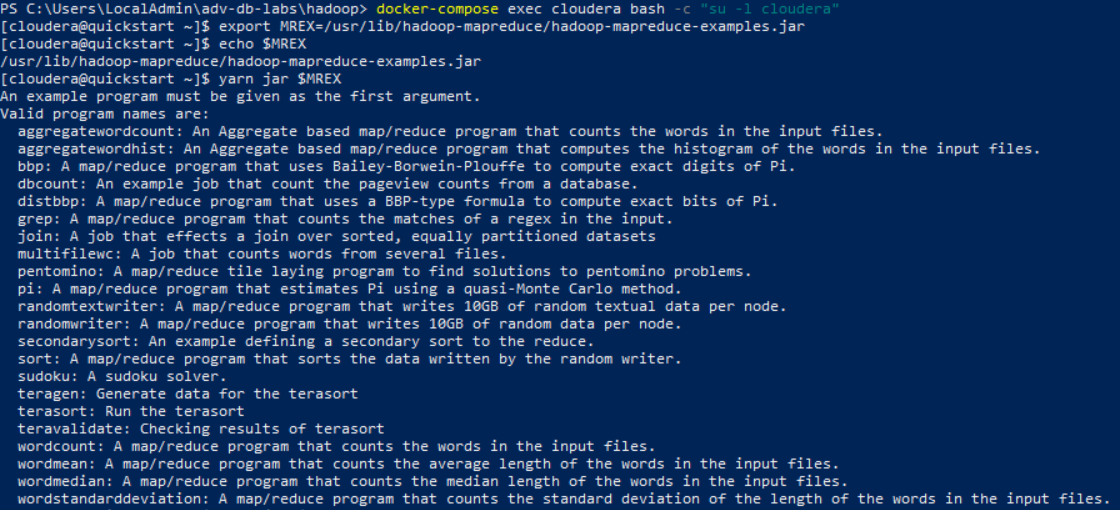 PS C:\Users\LocalAdmin\adv-db-labs\hadoop> docker-compose exec cloudera bash -c "su -l cloudera"
[cloudera@quickstart ~]$ export MREX=/usr/lib/hadoop-mapreduce/hadoop-mapreduce-examples.jar
[cloudera@quickstart ~]$ echo $MREX
/usr/lib/hadoop-mapreduce/hadoop-mapreduce-examples.jar
[cloudera@quickstart ~]$ yarn jar $MREX
An example program must be given as the first argument.
Valid program names are:
  aggregatewordcount: An Aggregate based map/reduce program that counts the words in the input files.
  aggregatewordhist: An Aggregate based map/reduce program that computes the histogram of the words in the input files.
  bbp: A map/reduce program that uses Bailey-Borwein-Plouffe to compute exact digits of Pi.
  dbcount: An example job that count the pageview counts from a database.
  distbbp: A map/reduce program that uses a BBP-type formula to compute exact bits of Pi.
  grep: A map/reduce program that counts the matches of a regex in the input.
  join: A job that effects a join over sorted, equally partitioned datasets
  multifilewc: A job that counts words from several files.
  pentomino: A map/reduce tile laying program to find solutions to pentomino problems.
  pi: A map/reduce program that estimates Pi using a quasi-Monte Carlo method.
  randomtextwriter: A map/reduce program that writes 10GB of random textual data per node.
  randomwriter: A map/reduce program that writes 10GB of random data per node.
  secondarysort: An example defining a secondary sort to the reduce.
  sort: A map/reduce program that sorts the data written by the random writer.
  sudoku: A sudoku solver.
  teragen: Generate data for the terasort
  terasort: Run the terasort
  teravalidate: Checking results of terasort
  wordcount: A map/reduce program that counts the words in the input files.
  wordmean: A map/reduce program that counts the average length of the words in the input files.
  wordmedian: A map/reduce program that counts the median length of the words in the input files.
  wordstandarddeviation: A map/reduce program that counts the standard deviation of the length of the words in the input files.